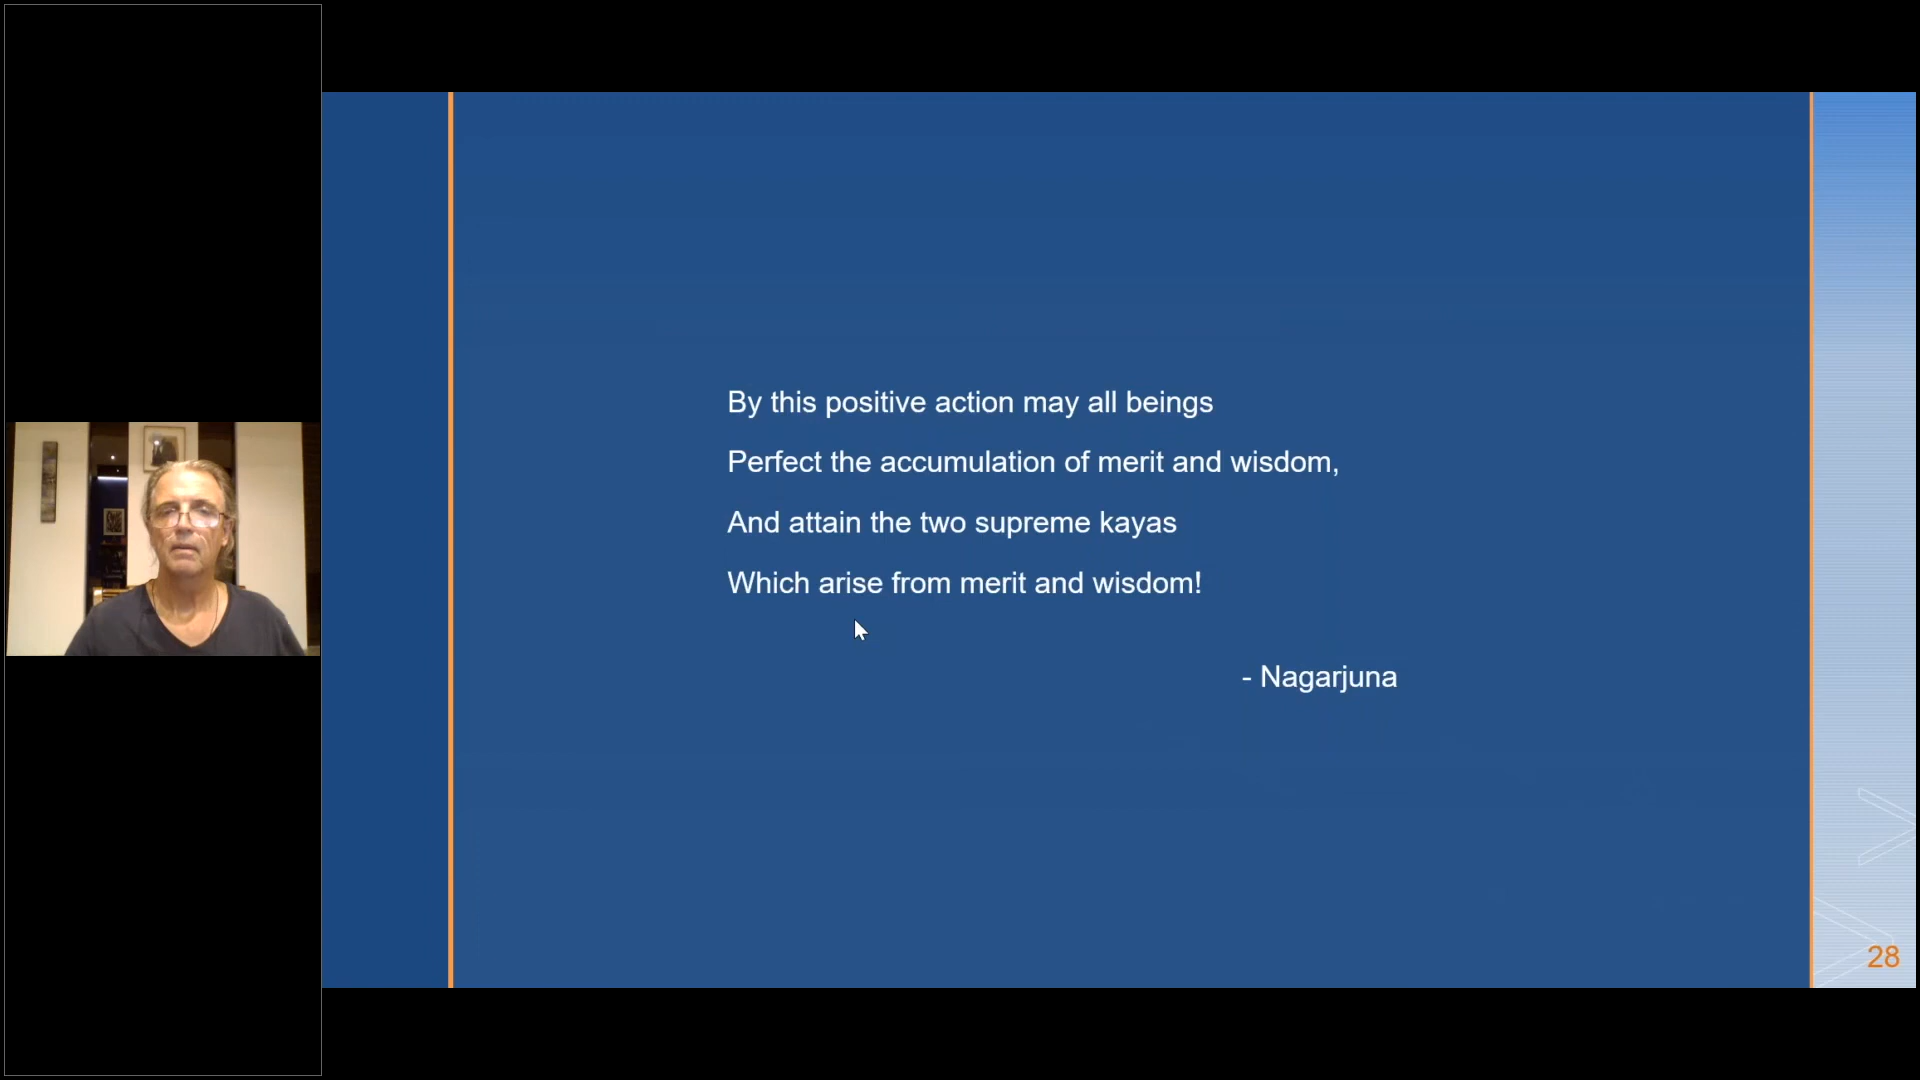 By this positive action may all beings
Perfect the accumulation of merit and wisdom,
And attain the two supreme kayas
Which arise from merit and wisdom!
- Nagarjuna
28